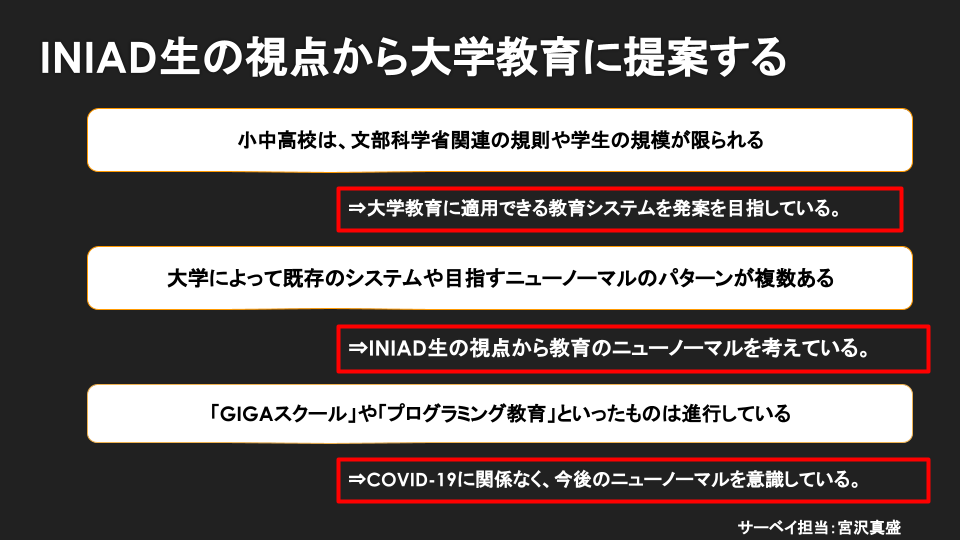 INIAD生の視点から大学教育に提案する
小中高校は、文部科学省関連の規則や学生の規模が限られる
⇒大学教育に適用できる教育システムを発案を目指している。
大学によって既存のシステムや目指すニューノーマルのパターンが複数ある
⇒INIAD生の視点から教育のニューノーマルを考えている。
「GIGAスクール」や「プログラミング教育」といったものは進行している
⇒COVID-19に関係なく、今後のニューノーマルを意識している。
サーベイ担当：宮沢真盛